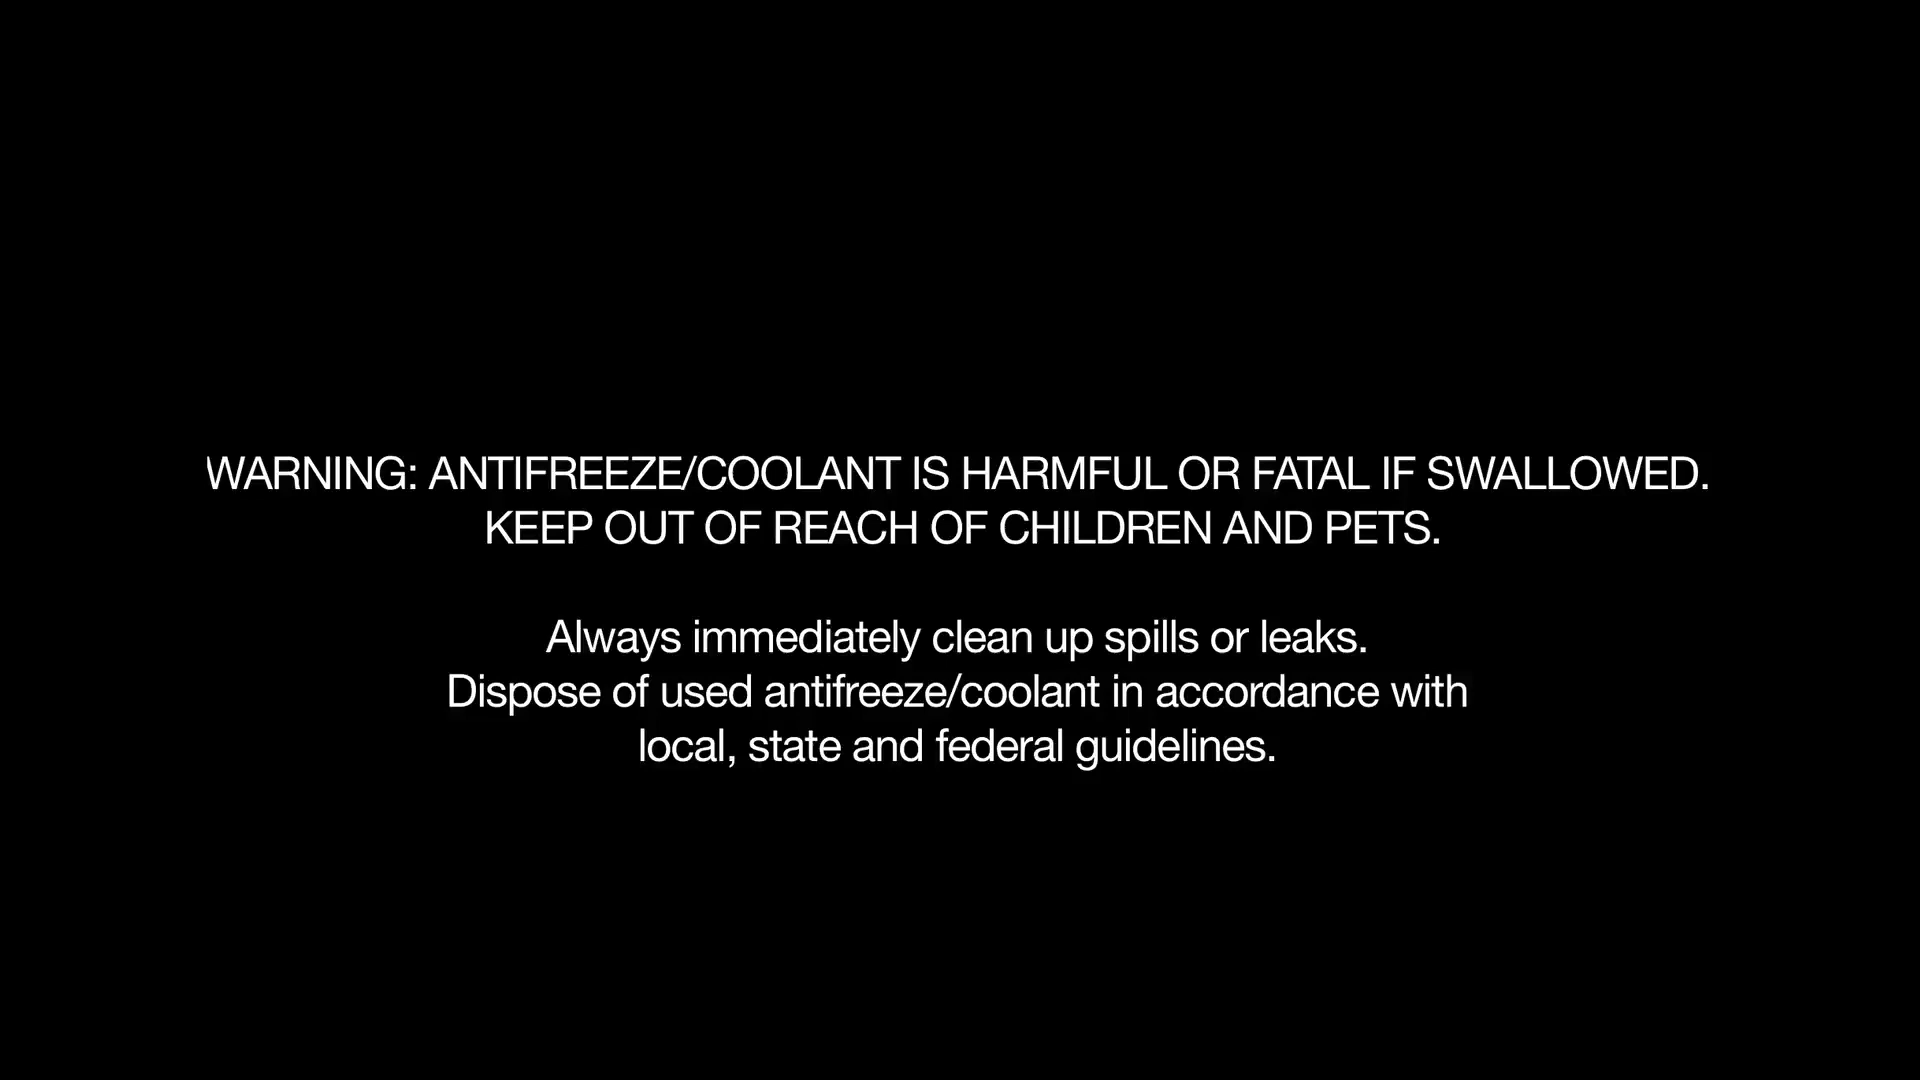 WARNING: ANTIFREEZE/COOLANT IS HARMFUL OR FATAL IF SWALLOWED.
KEEP OUT OF REACH OF CHILDREN AND PETS.
Always immediately clean up spills or leaks.
Dispose of used antifreeze/coolant in accordance with
local, state and federal guidelines.